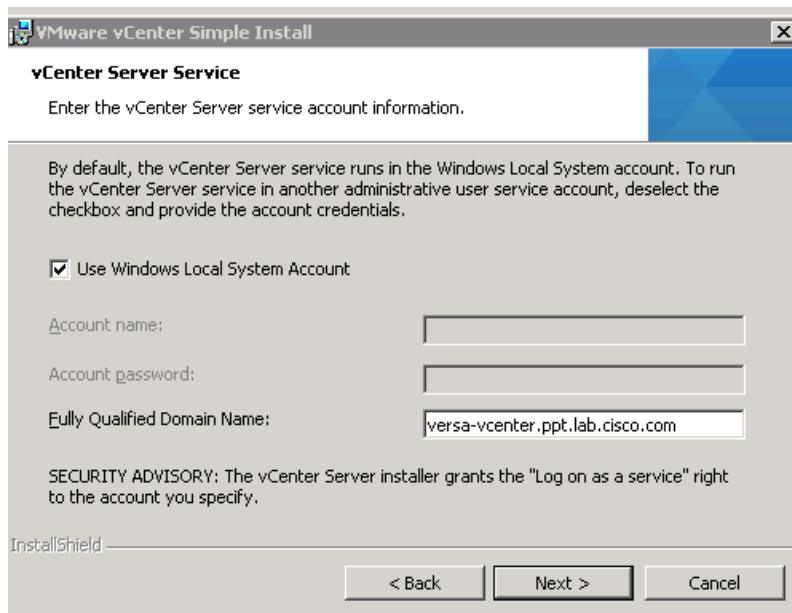 VMware vCenter Simple Install
vCenter Server Service
Enter the vCenter Server service account information.
By default, the vCenter Server service runs in the Windows Local System account. To run
the vCenter Server service in another administrative user service account, deselect the
checkbox and provide the account credentials.
Use Windows Local System Account
Account name:
Account password:
Fully Qualified Domain Name:
versa-vcenter.ppt.lab.cisco.com
SECURITY ADVISORY: The vCenter Server installer grants the "Log on as a service" right
to the account you specify.
InstallShield
< Back
Next >
Cancel